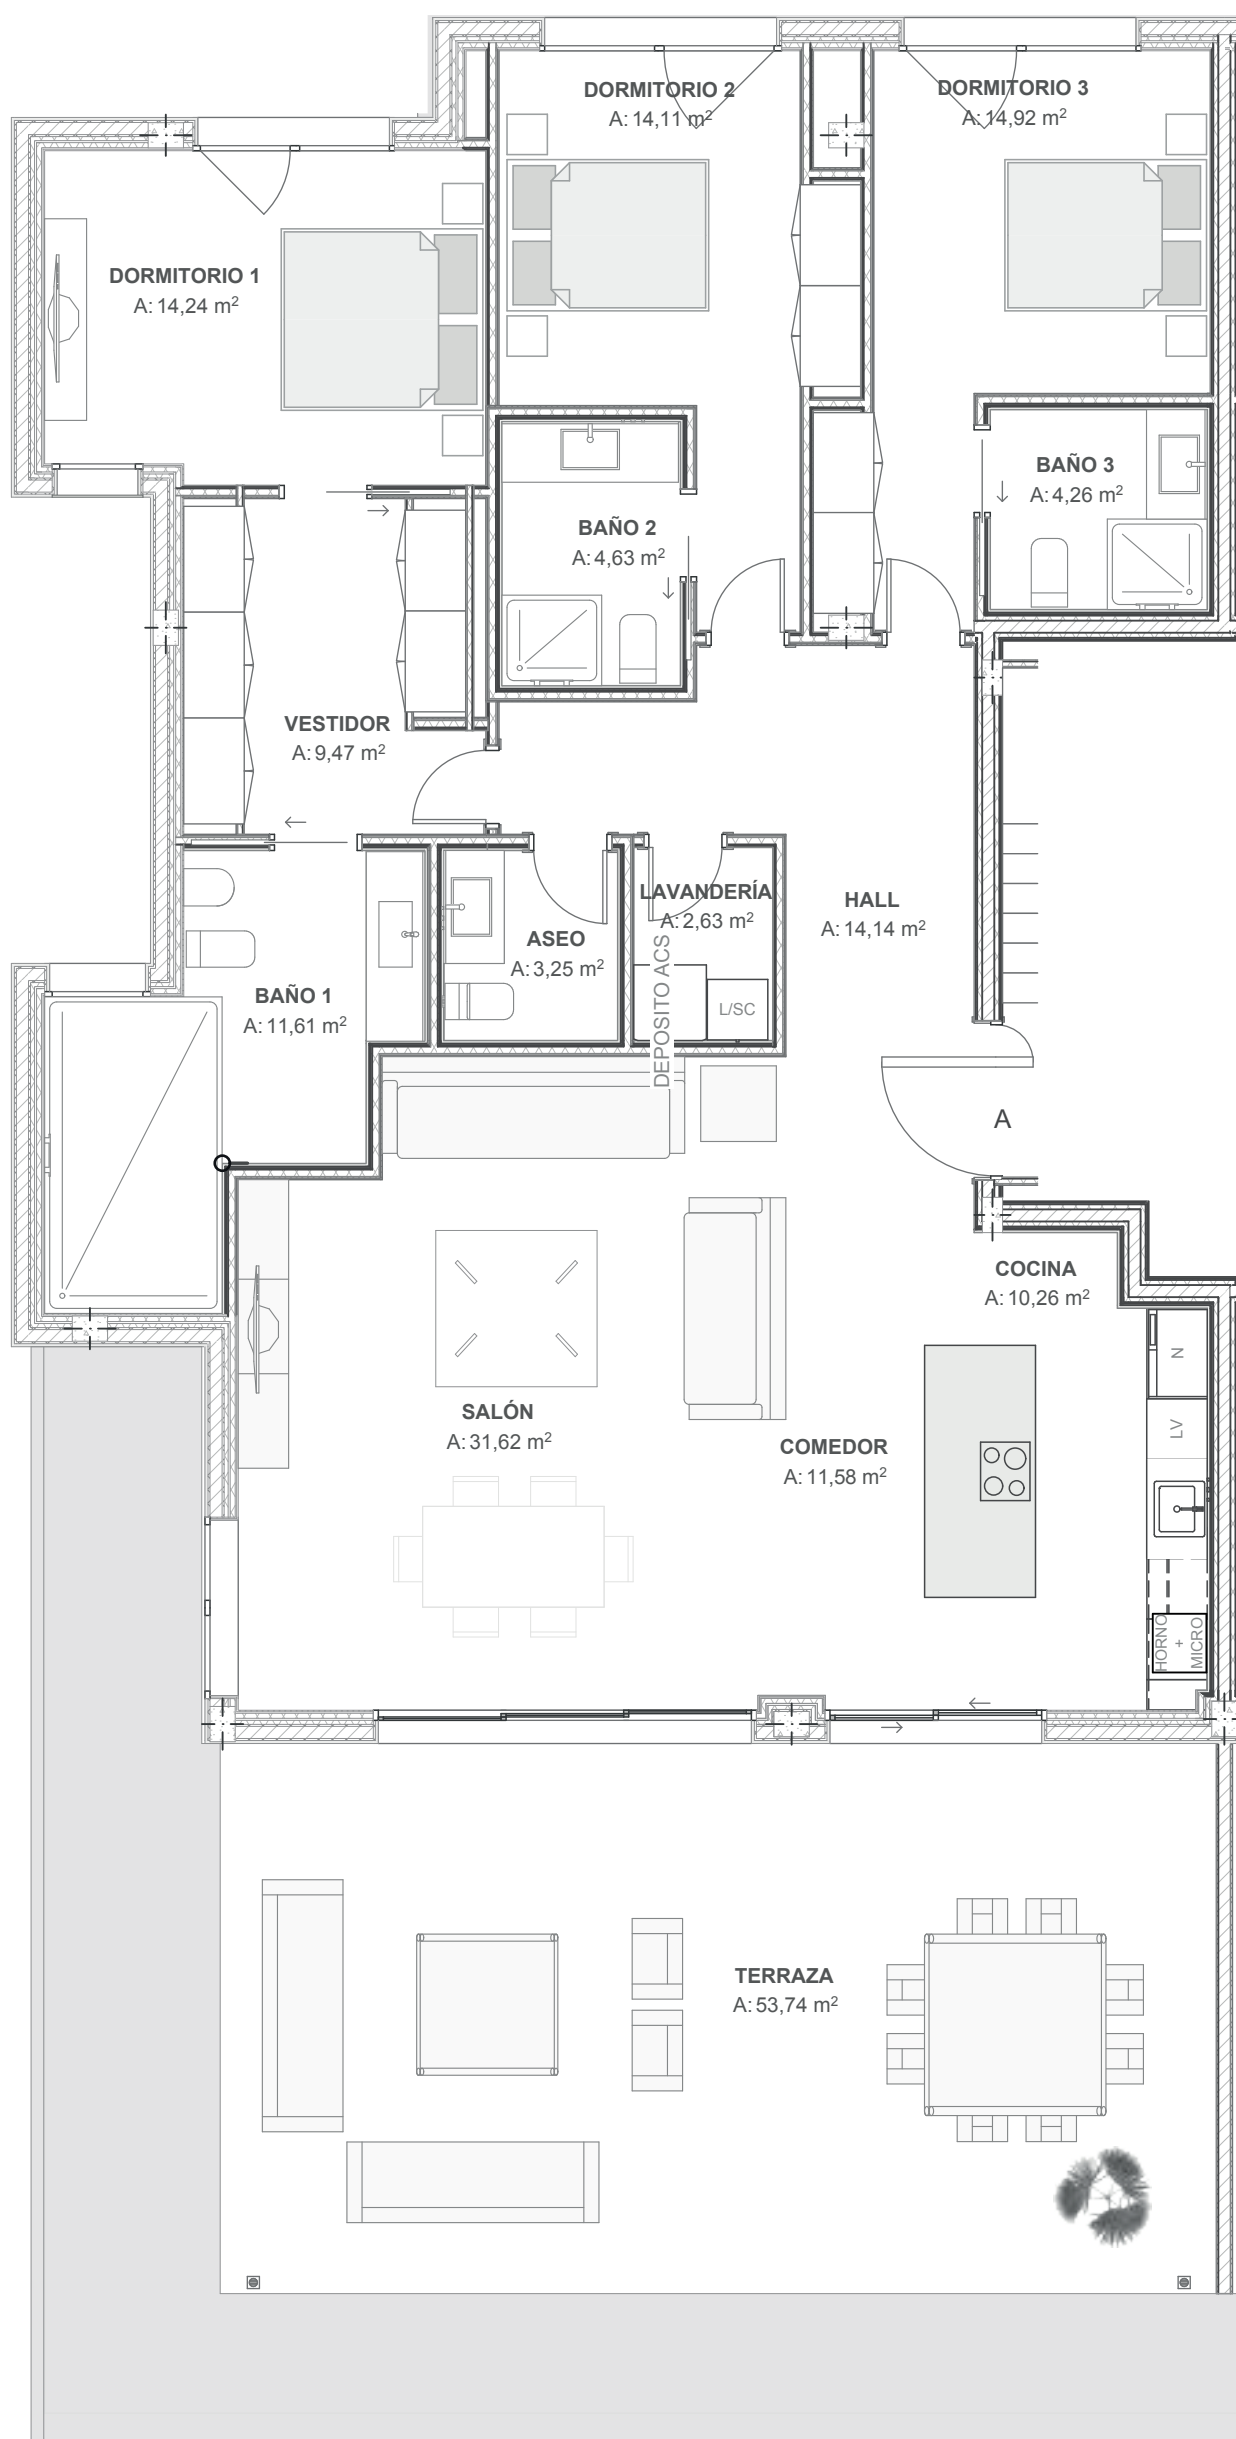 DORMITORIO 2
A: 14,11 m²
DORMITORIO 3
A: 14,92 m²
DORMITORIO 1
A: 14,24 m²
BAÑO 3
A: 4,26 m²
BAÑO 2
A: 4,63 m²
VESTIDOR
A: 9,47 m²
LAVANDERÍA
A: 2,63 m²
HALL
A: 14,14 m²
ASEO
A: 3,25 m²
BAÑO 1
A: 11,61 m²
DEPOSITO ACS
L/SC
A
COCINA
A: 10,26 m²
N
LV
SALÓN
A: 31,62 m²
COMEDOR
A: 11,58 m²
HORNO
+
MICRO
TERRAZA
A: 53,74 m²